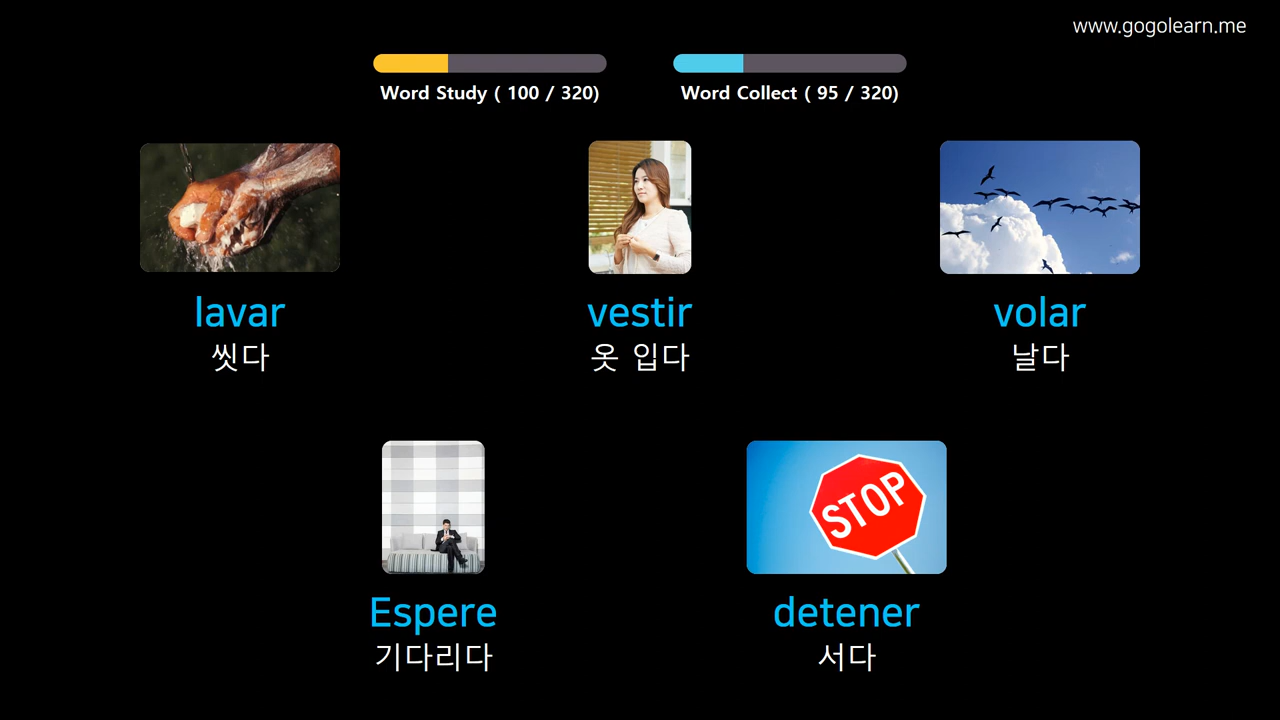 www.gogolearn.me
Word Study ( 100 / 320)
Word Collect ( 95 / 320)
lavar
씻다
vestir
옷 입다
volar
날다
STOP
Espere
기다리다
detener
서다